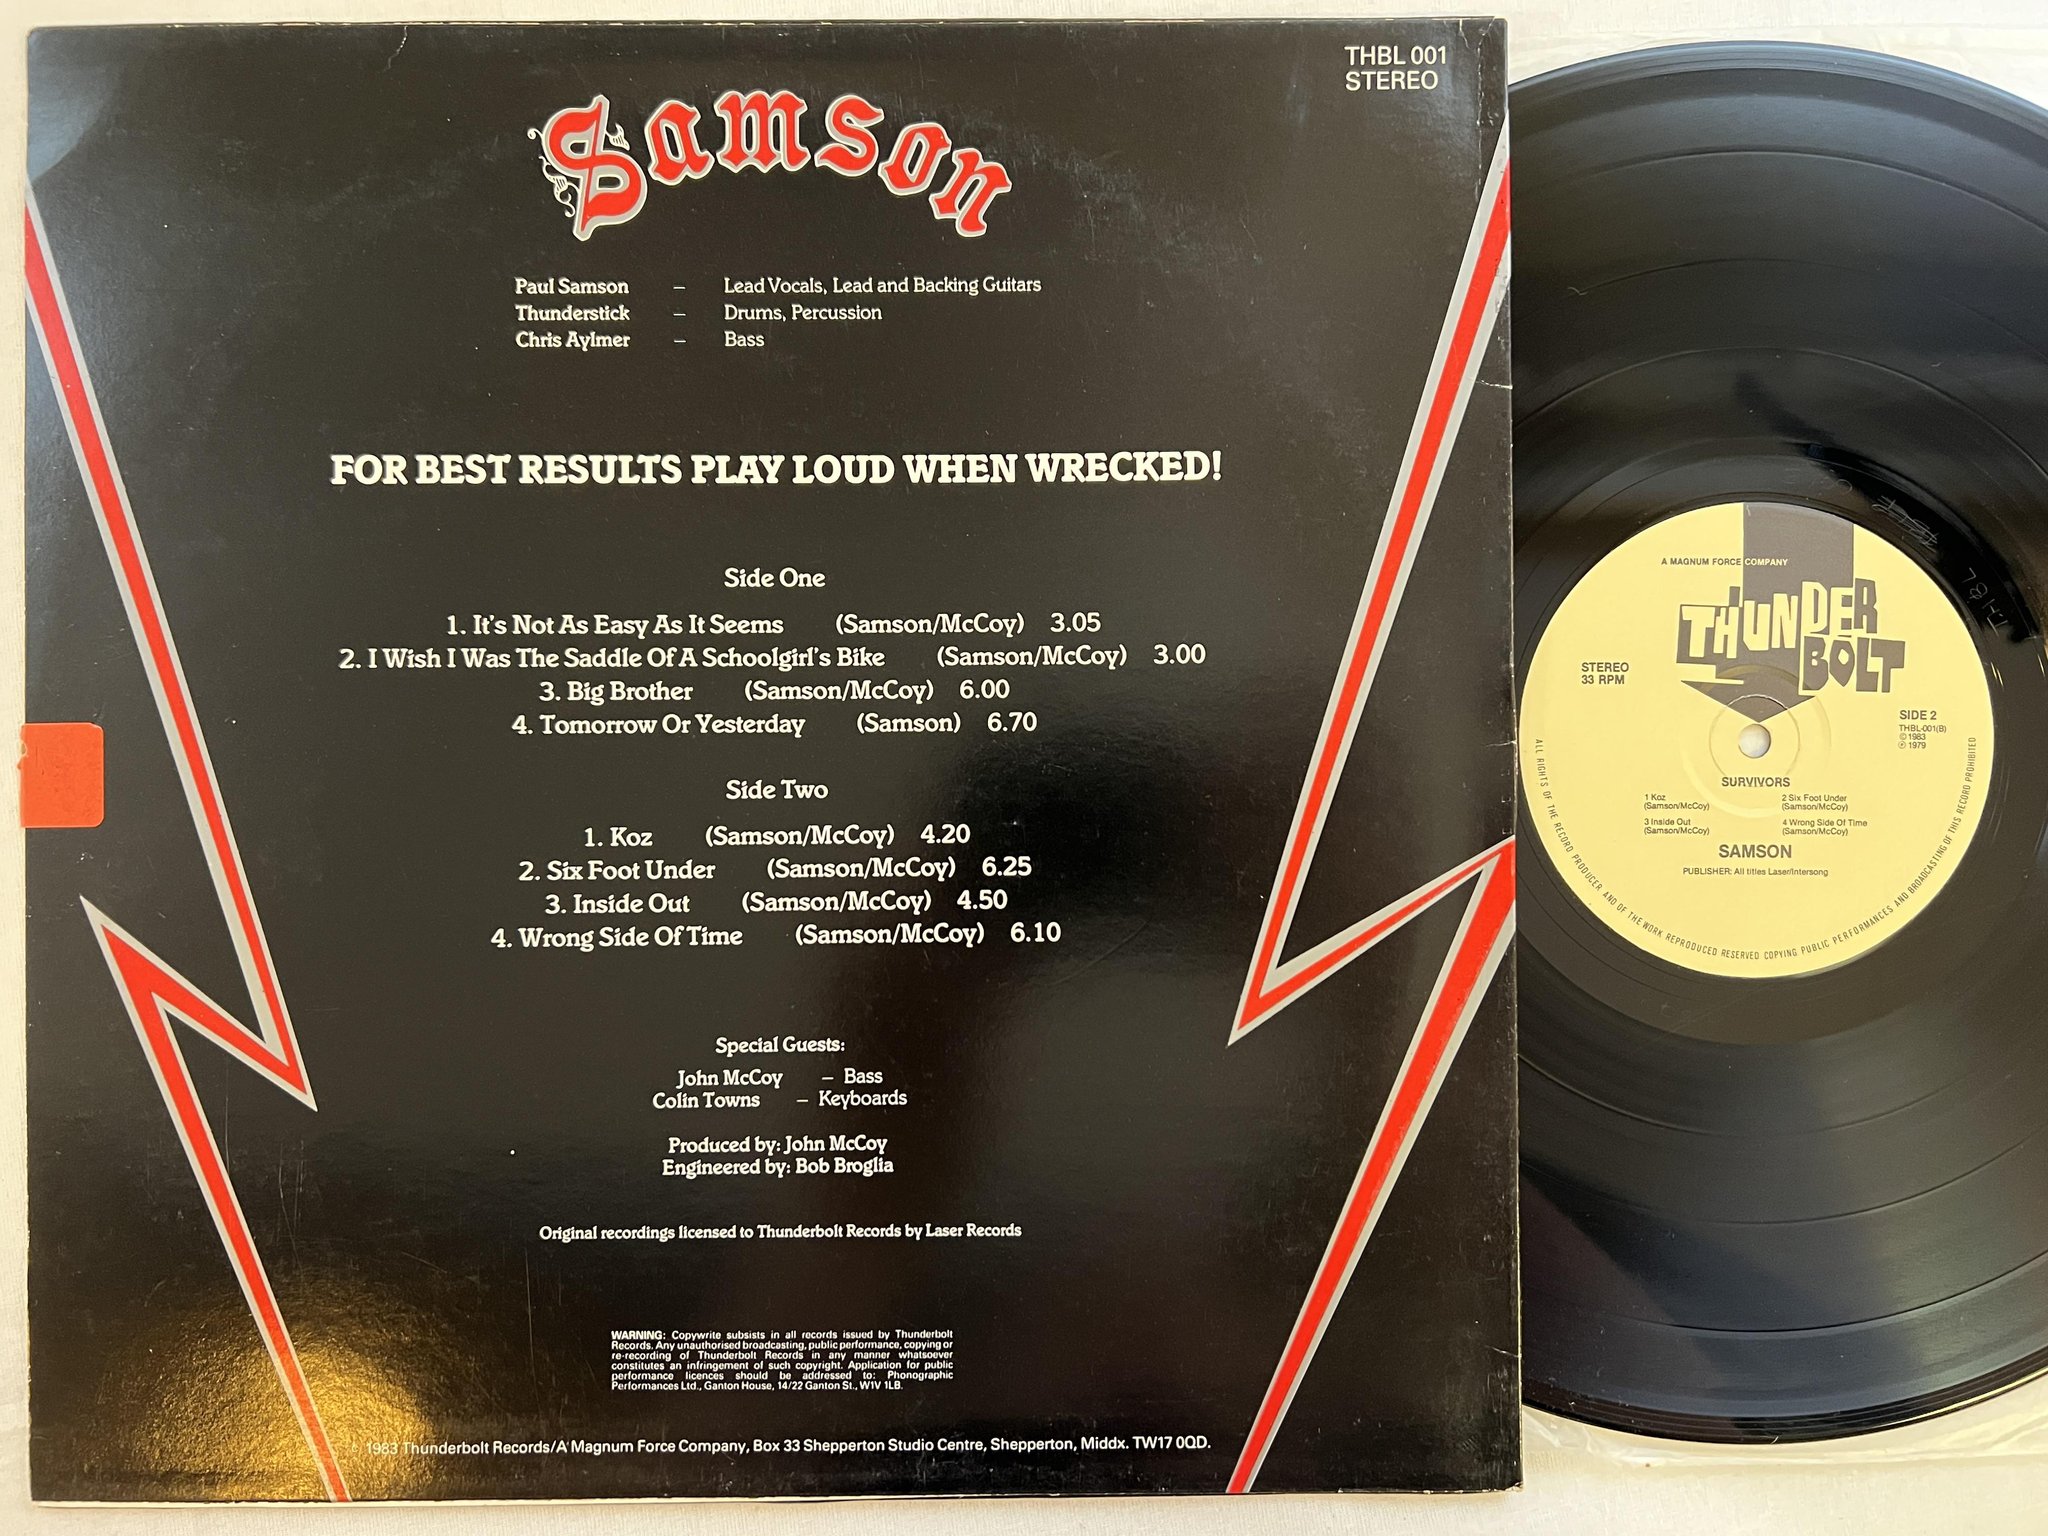 THBL 001
STEREO
Samson
Paul Samson – Lead Vocals, Lead and Backing Guitars
Thunderstick – Drums, Percussion
Chris Aylmer – Bass
FOR BEST RESULTS PLAY LOUD WHEN WRECKED!
Side One
1. It's Not As Easy As It Seems (Samson/McCoy) 3.05
2. I Wish I Was The Saddle Of A Schoolgirl's Bike (Samson/McCoy) 3.00
3. Big Brother (Samson/McCoy) 6.00
4. Tomorrow Or Yesterday (Samson) 6.70
Side Two
1. Koz (Samson/McCoy) 4.20
2. Six Foot Under (Samson/McCoy) 6.25
3. Inside Out (Samson/McCoy) 4.50
4. Wrong Side Of Time (Samson/McCoy) 6.10
Special Guests:
John McCoy – Bass
Colin Towns – Keyboards
Produced by: John McCoy
Engineered by: Bob Broglia
Original recordings licensed to Thunderbolt Records by Laser Records
WARNING: Copywrite subsists in all records issued by Thunderbolt
Records. Any unauthorised broadcasting, public performance, copying or
re-recording of Thunderbolt Records in any manner whatsoever
constitutes an infringement of such copyright. Application for public
performance licences should be addressed to: Phonographic
Performances Ltd., Ganton House, 14/22 Ganton St., W1V 1LB.
© 1983 Thunderbolt Records/A Magnum Force Company, Box 33 Shepperton Studio Centre, Shepperton, Middx. TW17 0QD.
A MAGNUM FORCE COMPANY
THUNDER
BOLT
STEREO
33 RPM
SIDE 2
THBL-001(B)
© 1983
℗ 1979
SURVIVORS
1 Koz
(Samson/McCoy)
2 Six Foot Under
(Samson/McCoy)
3 Inside Out
(Samson/McCoy)
4 Wrong Side Of Time
(Samson/McCoy)
SAMSON
PUBLISHER: All titles Laser/Intersong
ALL RIGHTS OF THE RECORD PRODUCER AND OF THE WORK REPRODUCED RESERVED COPYING PUBLIC PERFORMANCES AND BROADCASTING OF THIS RECORD PROHIBITED
THBL